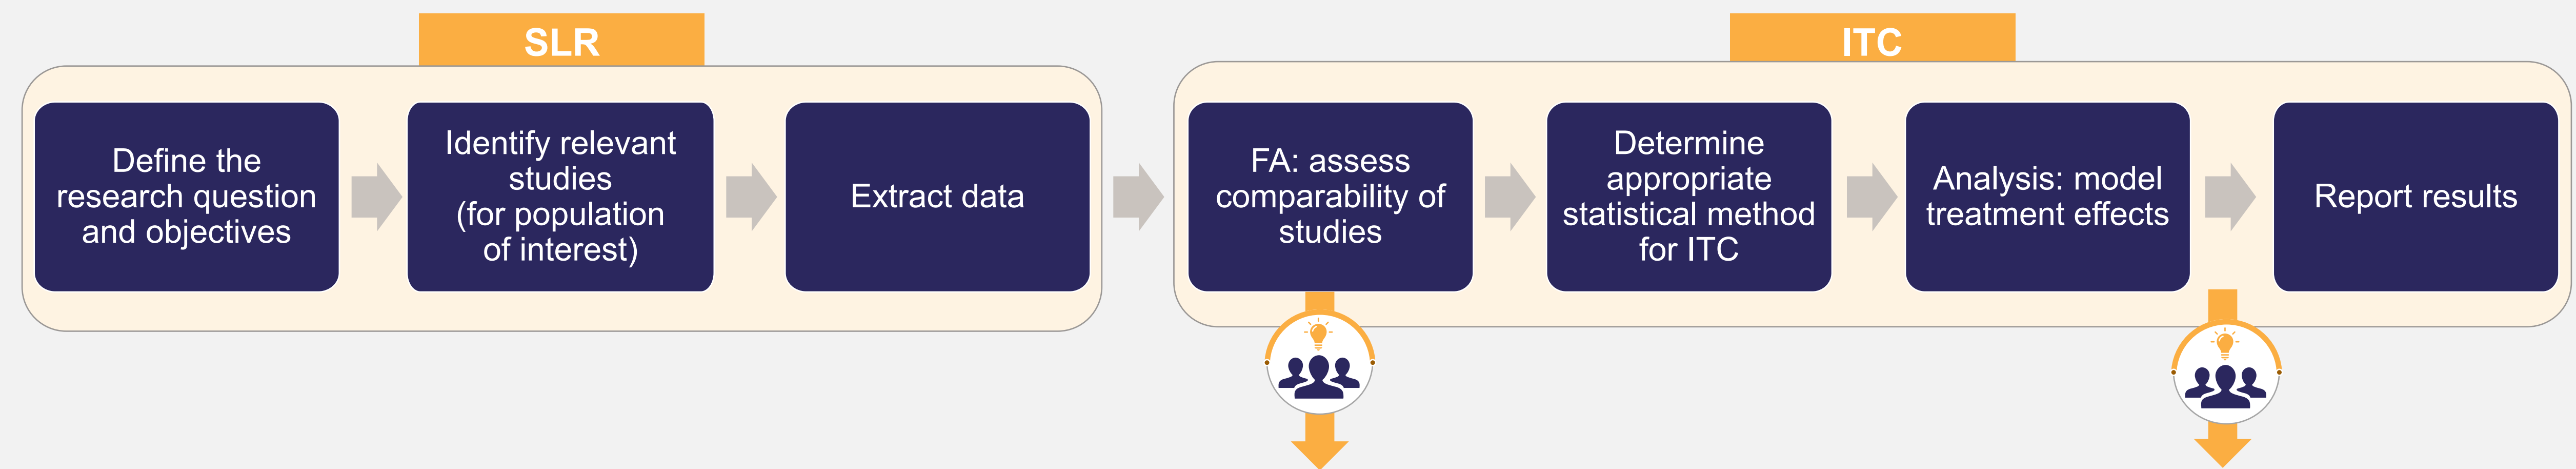 SLR
ITC
Define the
research question
and objectives
Identify relevant
studies
(for population
of interest)
Extract data
FA: assess
comparability of
studies
Determine
appropriate
statistical method
for ITC
Analysis: model
treatment effects
Report results